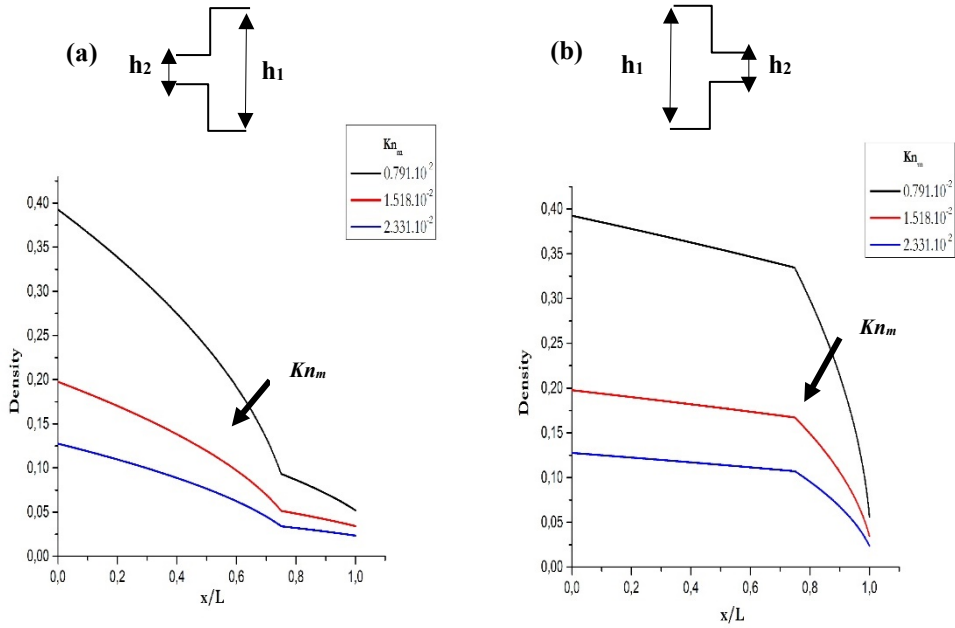 (a)
h2
h1
Knm
0.791.10-2
1.518.10-2
2.331.10-2
0,40
0,35
0,30
0,25
0,20
0,15
0,10
0,05
0,00
Density
Knm
0,0 0,2 0,4 0,6 0,8 1,0
x/L
(b)
h1
h2
Knm
0.791.10-2
1.518.10-2
2.331.10-2
0,40
0,35
0,30
0,25
0,20
0,15
0,10
0,05
0,00
Density
Knm
0,0 0,2 0,4 0,6 0,8 1,0
x/L